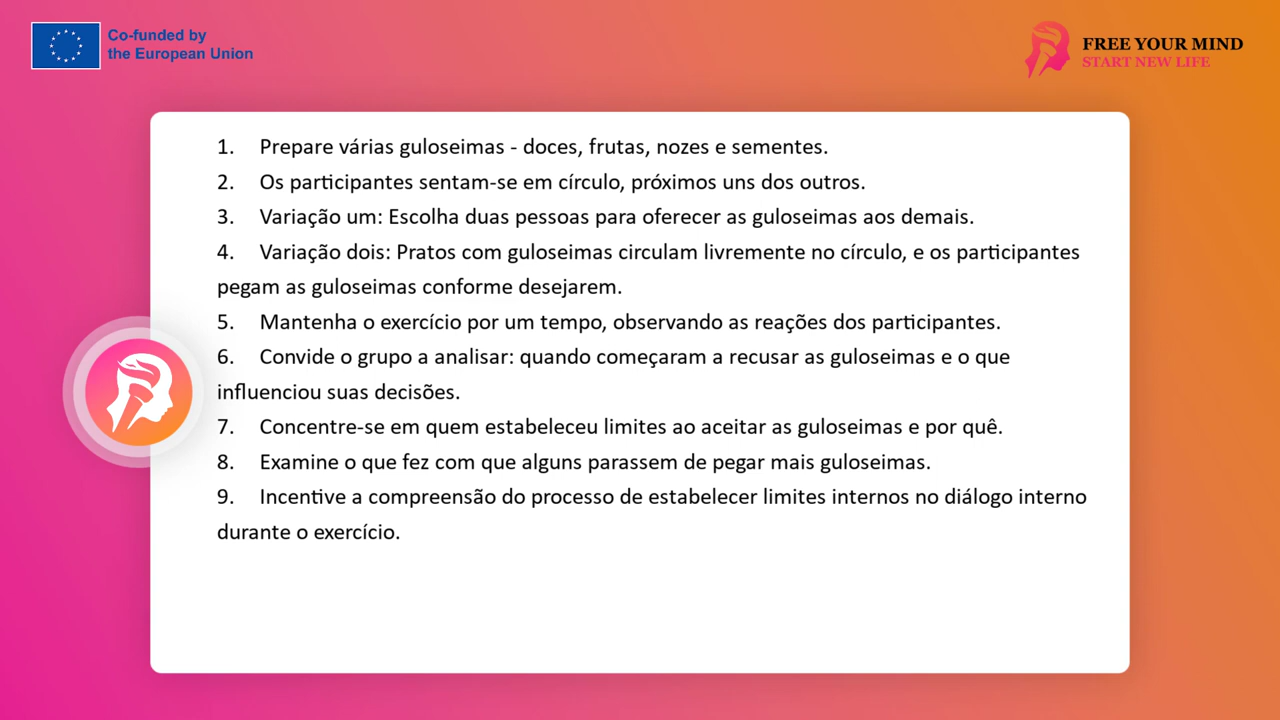 Co-funded by
the European Union
FREE YOUR MIND
START NEW LIFE
1. Prepare várias guloseimas - doces, frutas, nozes e sementes.
2. Os participantes sentam-se em círculo, próximos uns dos outros.
3. Variação um: Escolha duas pessoas para oferecer as guloseimas aos demais.
4. Variação dois: Pratos com guloseimas circulam livremente no círculo, e os participantes
pegam as guloseimas conforme desejarem.
5. Mantenha o exercício por um tempo, observando as reações dos participantes.
6. Convide o grupo a analisar: quando começaram a recusar as guloseimas e o que
influenciou suas decisões.
7. Concentre-se em quem estabeleceu limites ao aceitar as guloseimas e por quê.
8. Examine o que fez com que alguns parassem de pegar mais guloseimas.
9. Incentive a compreensão do processo de estabelecer limites internos no diálogo interno
durante o exercício.